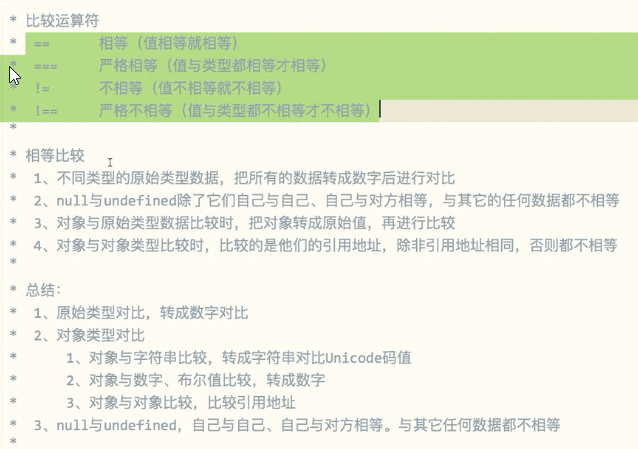 * 比较运算符
* == 相等（值相等就相等）
* === 严格相等（值与类型都相等才相等）
* != 不相等（值不相等就不相等）
* !== 严格不相等（值与类型都不相等才不相等）
*
* 相等比较
* 1、不同类型的原始类型数据，把所有的数据转成数字后进行对比
* 2、null与undefined除了它们自己与自己、自己与对方相等，与其它的任何数据都不相等
* 3、对象与原始类型数据比较时，把对象转成原始值，再进行比较
* 4、对象与对象类型比较时，比较的是他们的引用地址，除非引用地址相同，否则都不相等
*
* 总结：
* 1、原始类型对比，转成数字对比
* 2、对象类型对比
* 1、对象与字符串比较，转成字符串对比Unicode码值
* 2、对象与数字、布尔值比较，转成数字
* 3、对象与对象比较，比较引用地址
* 3、null与undefined，自己与自己、自己与对方相等。与其它任何数据都不相等
*